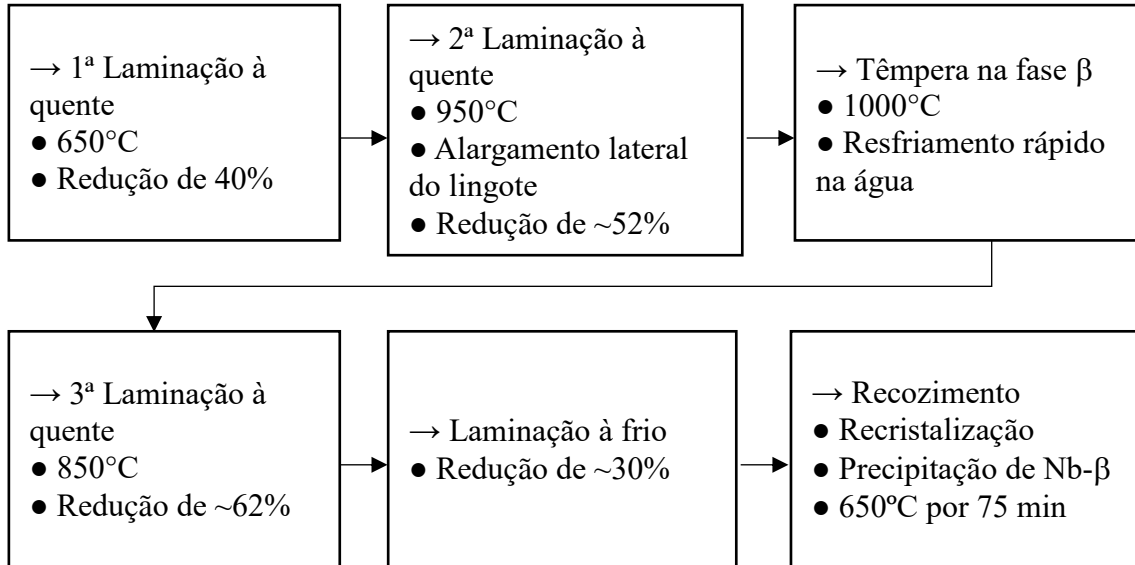 → 1ª Laminação à
quente
● 650°C
● Redução de 40%
→ 2ª Laminação à
quente
● 950°C
● Alargamento lateral
do lingote
● Redução de ~52%
→ Têmpera na fase β
● 1000°C
● Resfriamento rápido
na água
→ 3ª Laminação à
quente
● 850°C
● Redução de ~62%
→ Laminação à frio
● Redução de ~30%
→ Recozimento
● Recristalização
● Precipitação de Nb-β
● 650ºC por 75 min